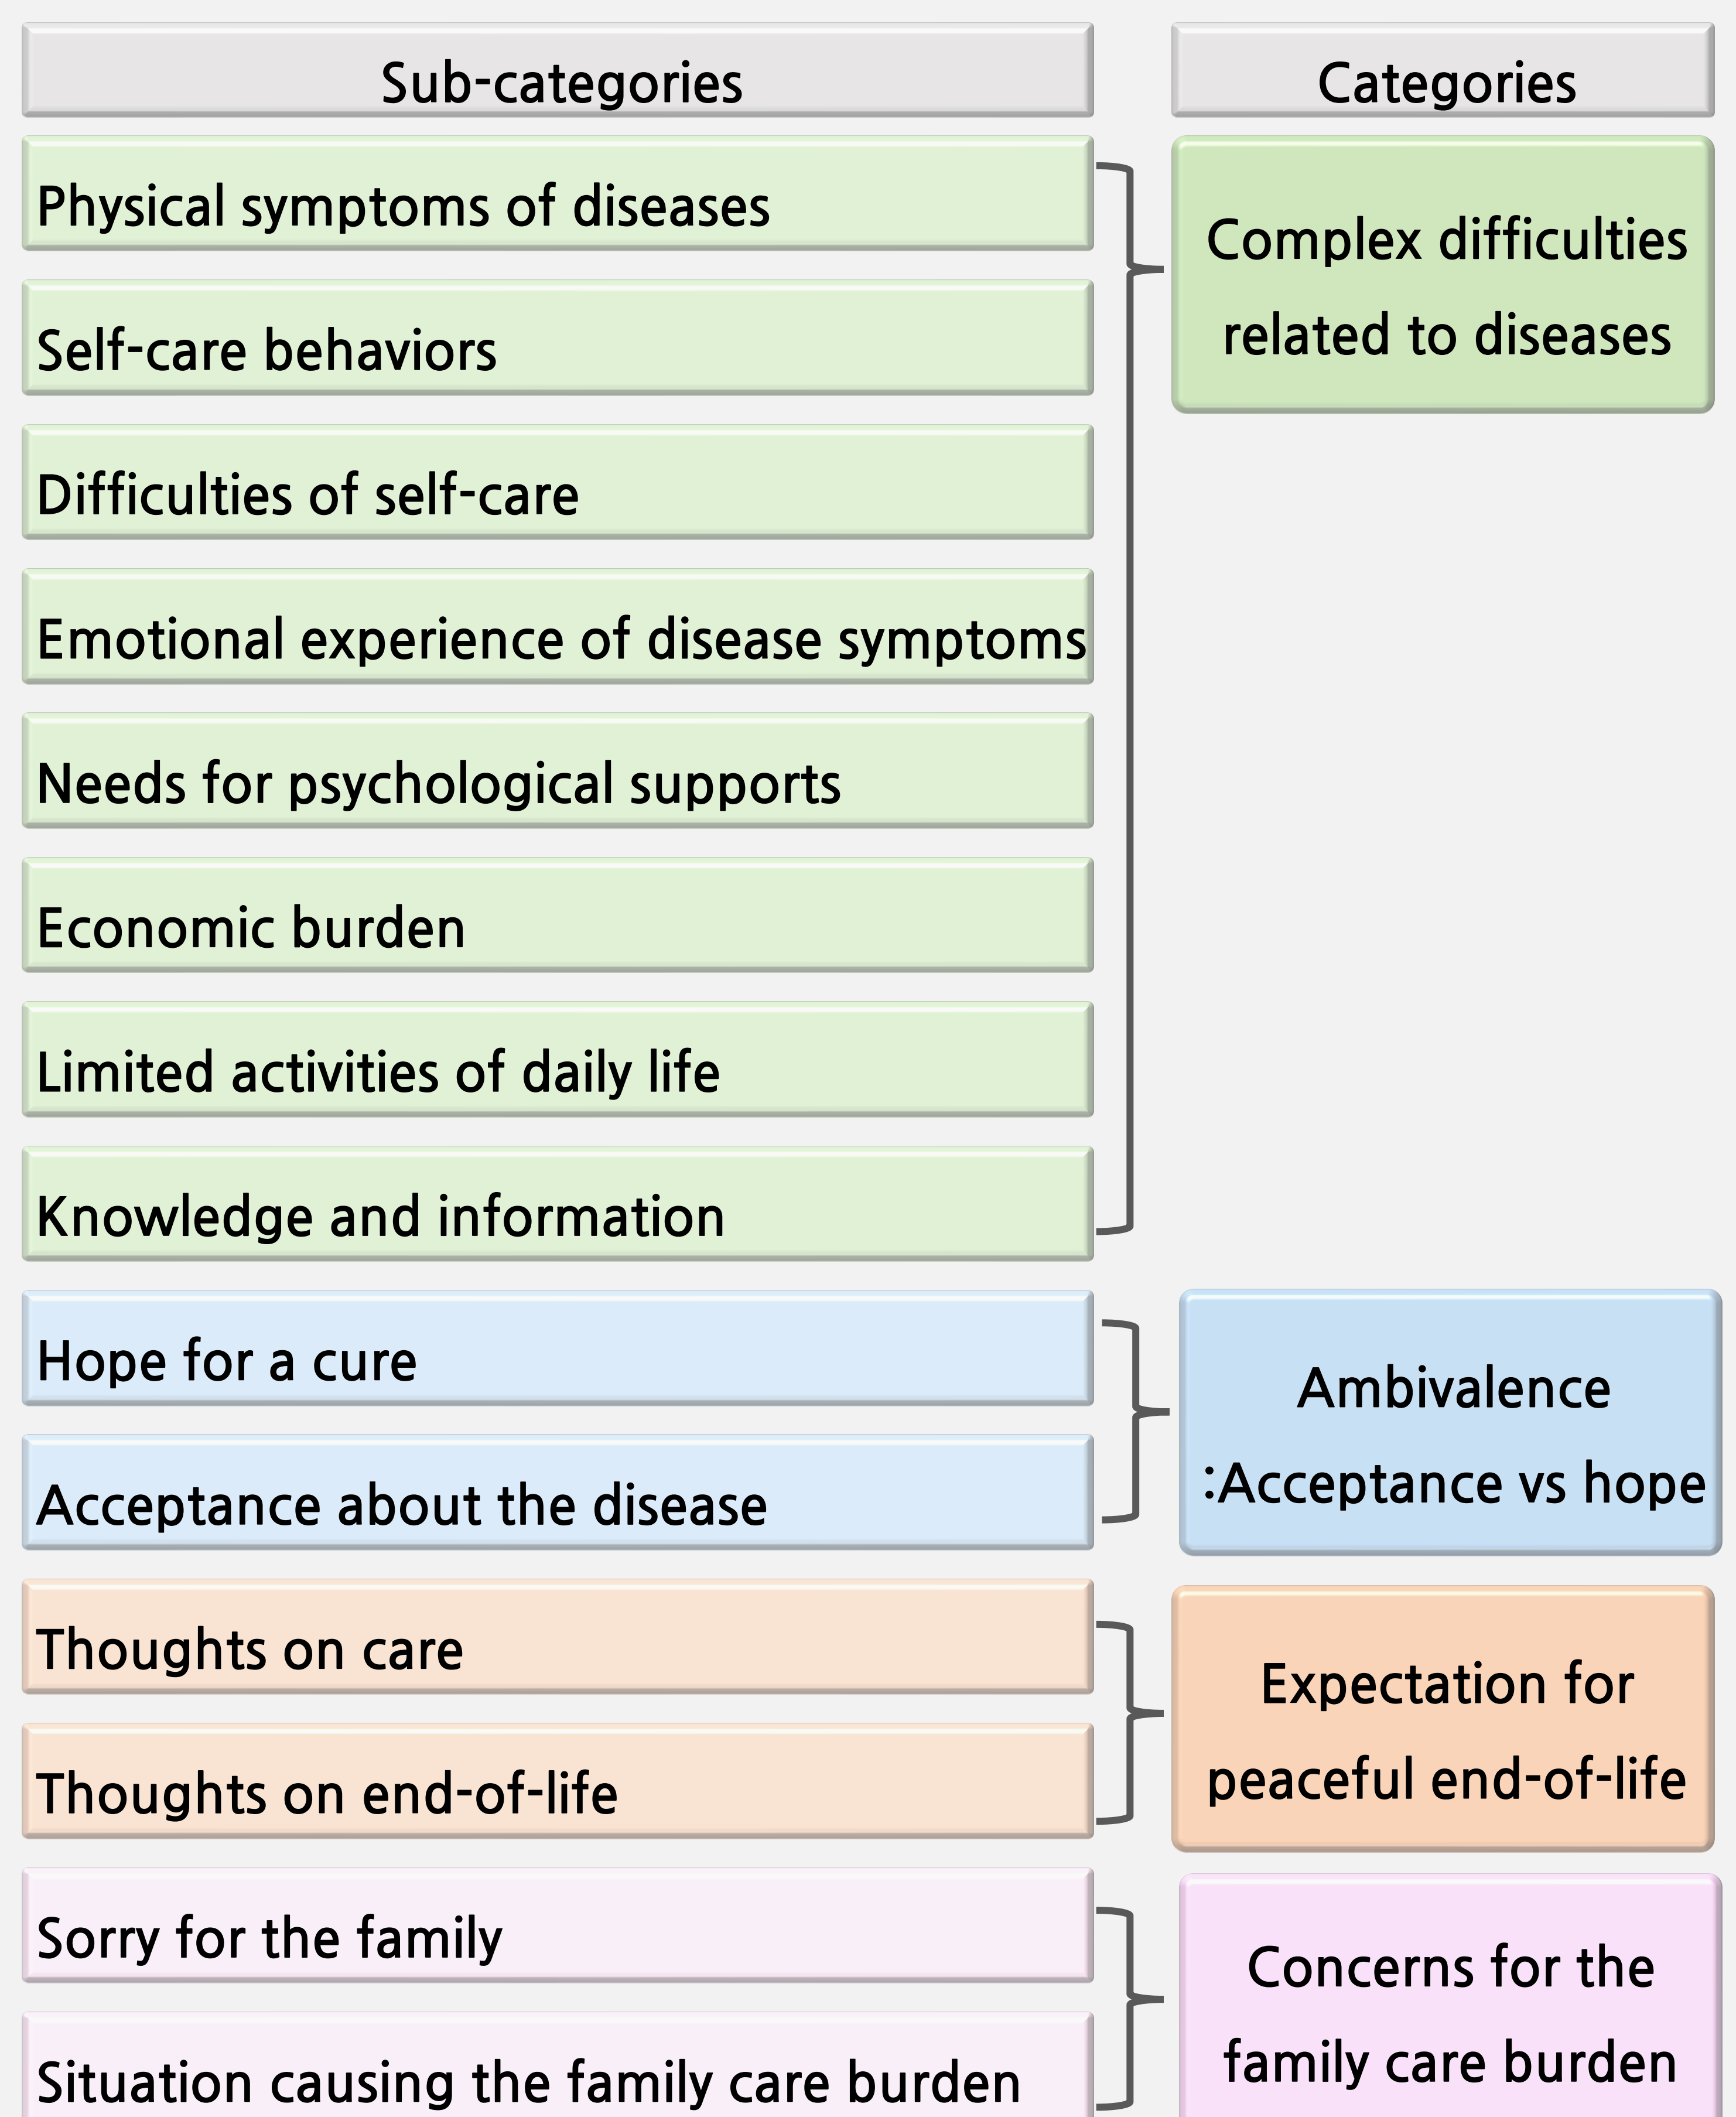 Sub-categories
Categories
Physical symptoms of diseases
Self-care behaviors
Difficulties of self-care
Emotional experience of disease symptoms
Needs for psychological supports
Economic burden
Limited activities of daily life
Knowledge and information
Complex difficulties
related to diseases
Hope for a cure
Acceptance about the disease
Ambivalence
:Acceptance vs hope
Thoughts on care
Thoughts on end-of-life
Expectation for
peaceful end-of-life
Sorry for the family
Situation causing the family care burden
Concerns for the
family care burden